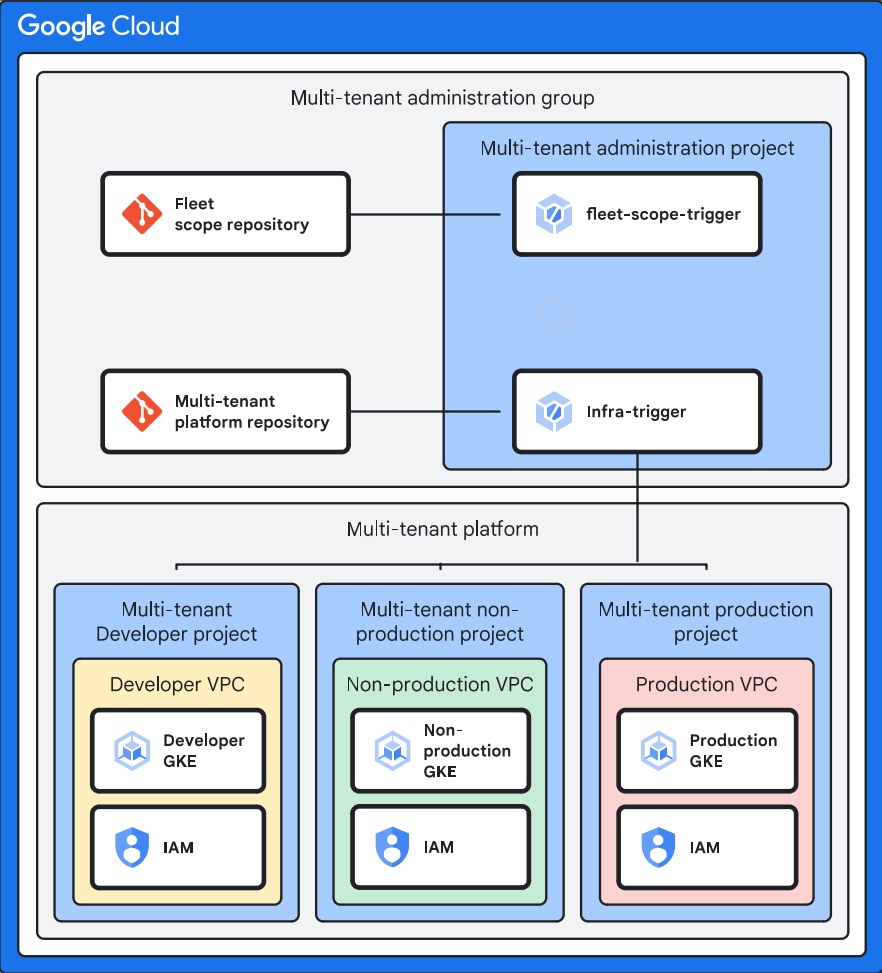 Google Cloud
Multi-tenant administration group
Multi-tenant administration project
Fleet
scope repository
fleet-scope-trigger
Multi-tenant
platform repository
Infra-trigger
Multi-tenant platform
Multi-tenant
Developer project
Multi-tenant non-
production project
Multi-tenant production
project
Developer VPC
Non-production VPC
Production VPC
Developer
GKE
Non-
production
GKE
Production
GKE
IAM
IAM
IAM